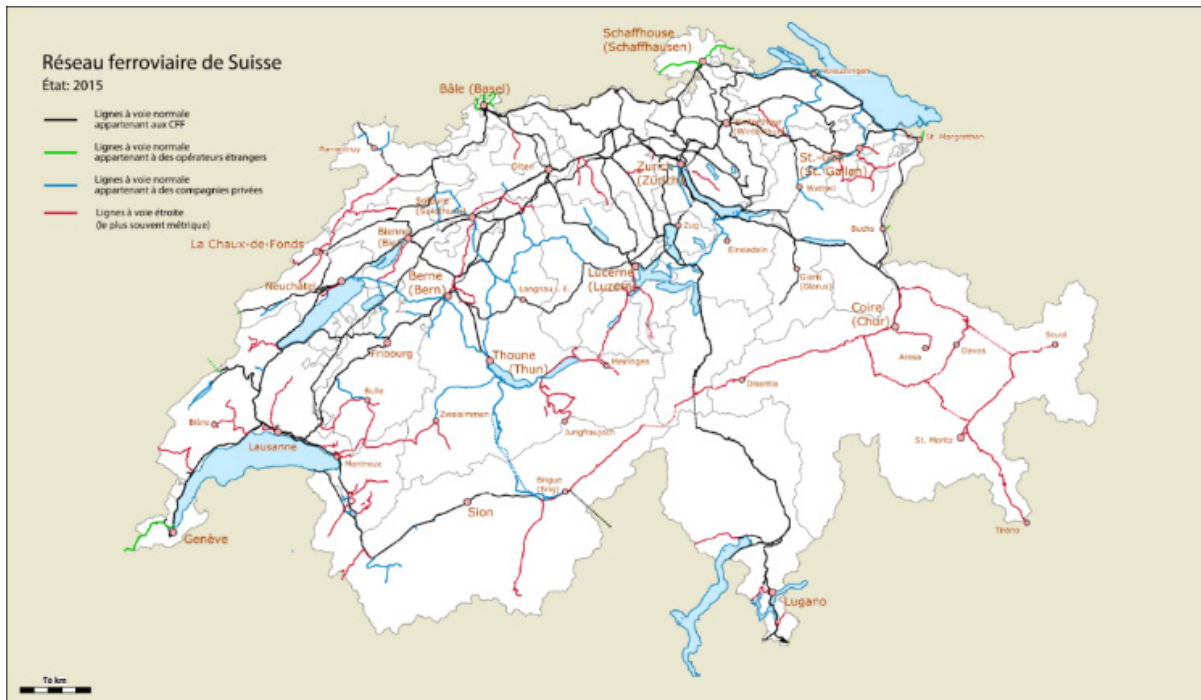 Réseau ferroviaire de Suisse
État: 2015
Lignes à voie normale
appartenant aux CFF
Lignes à voie normale
appartenant à des opérateurs étrangers
Lignes à voie normale
appartenant à des compagnies privées
Lignes à voie étroite
(le plus souvent métrique)
Schaffhouse
(Schaffhausen)
Kreuzlingen
Bâle (Basel)
(Winterthur)
St. Margrethen
Porrentruy
Olten
Zurich
(Zürich)
St.-Gall
(St. Gallen)
Wattwil
Soleure
(Solothurn)
Zug
Buchs
Bienne
(Biel)
La Chaux-de-Fonds
Einsiedeln
Neuchâtel
Berne
(Bern)
Langnau i. E.
Lucerne
(Luzern)
Glaris
(Glarus)
Coire
(Chur)
Fribourg
Thoune
(Thun)
Meiringen
Arosa
Davos
Scuol
Disentis
Bulle
Zweisimmen
Jungfraujoch
Bière
St. Moritz
Lausanne
Montreux
Brigue
(Brig)
Sion
Genève
Tirano
Lugano